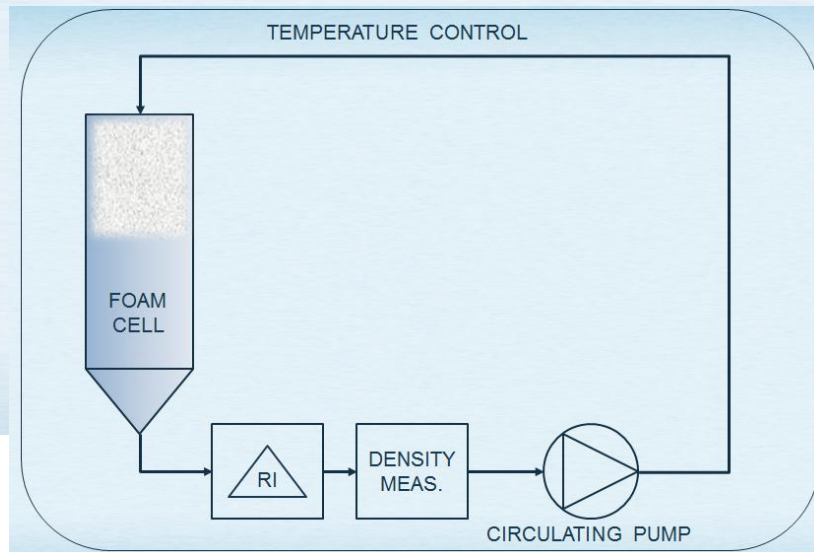 TEMPERATURE CONTROL
FOAM
CELL
RI
DENSITY
MEAS.
CIRCULATING PUMP